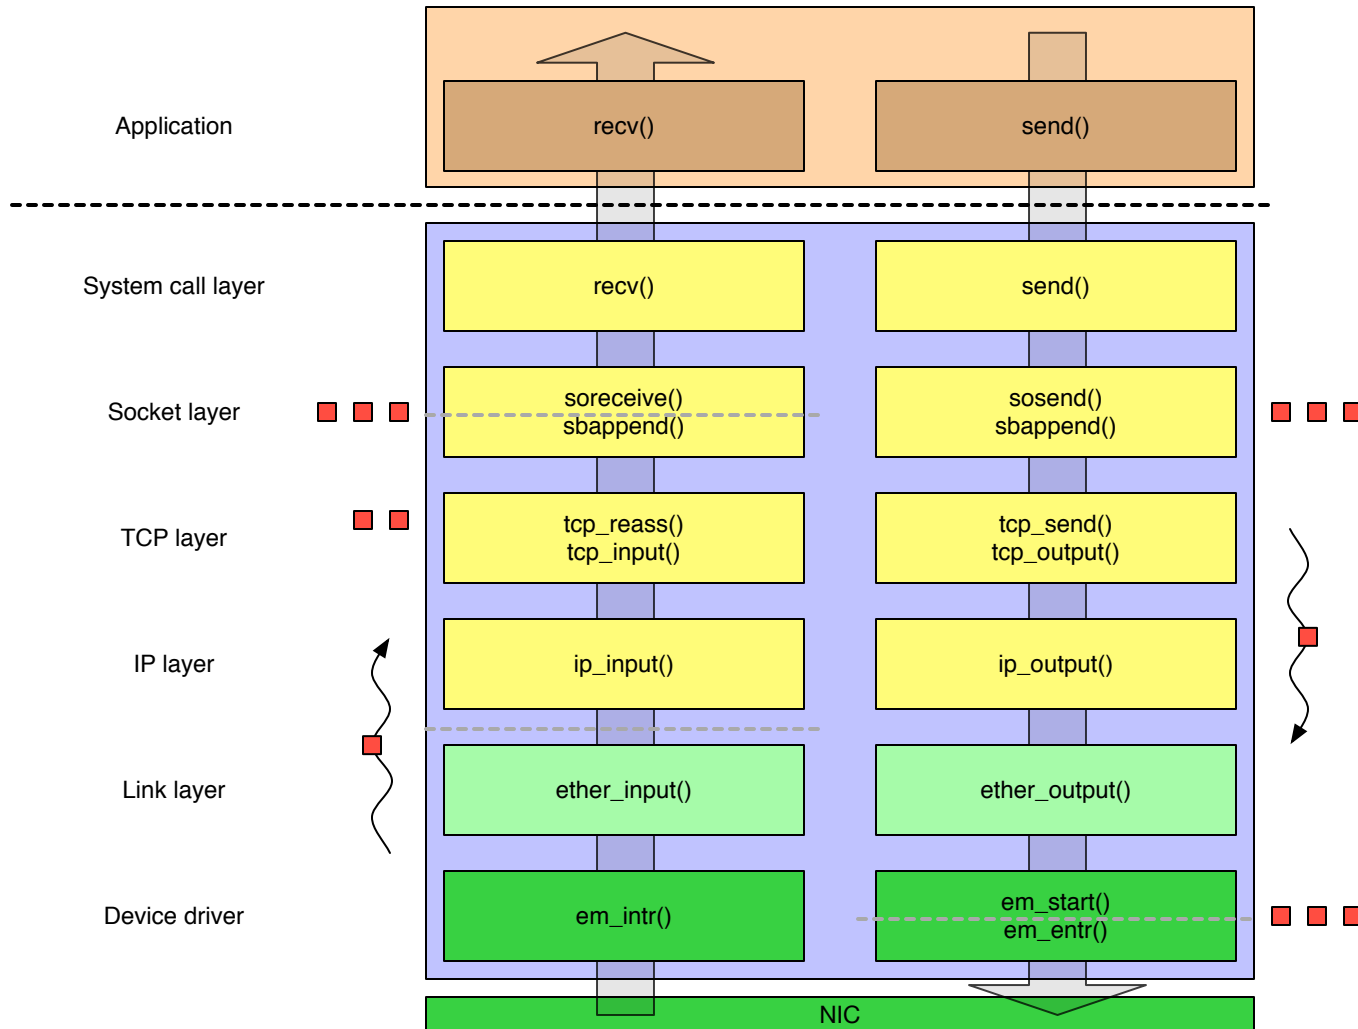 Application
recv()
send()
System call layer
recv()
send()
Socket layer
soreceive()
sbappend()
sosend()
sbappend()
TCP layer
tcp_reass()
tcp_input()
tcp_send()
tcp_output()
IP layer
ip_input()
ip_output()
Link layer
ether_input()
ether_output()
Device driver
em_intr()
em_start()
em_entr()
NIC